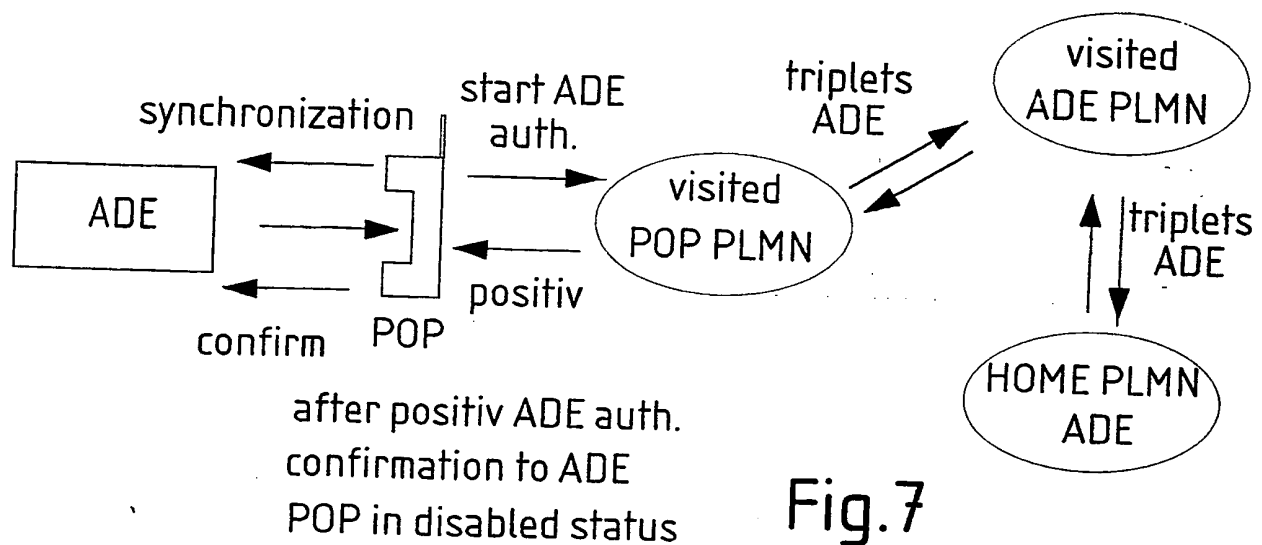 synchronization
ADE
confirm
POP
start ADE
auth.
positiv
visited
POP PLMN
triplets
ADE
visited
ADE PLMN
triplets
ADE
HOME PLMN
ADE
after positiv ADE auth.
confirmation to ADE
POP in disabled status
Fig.7